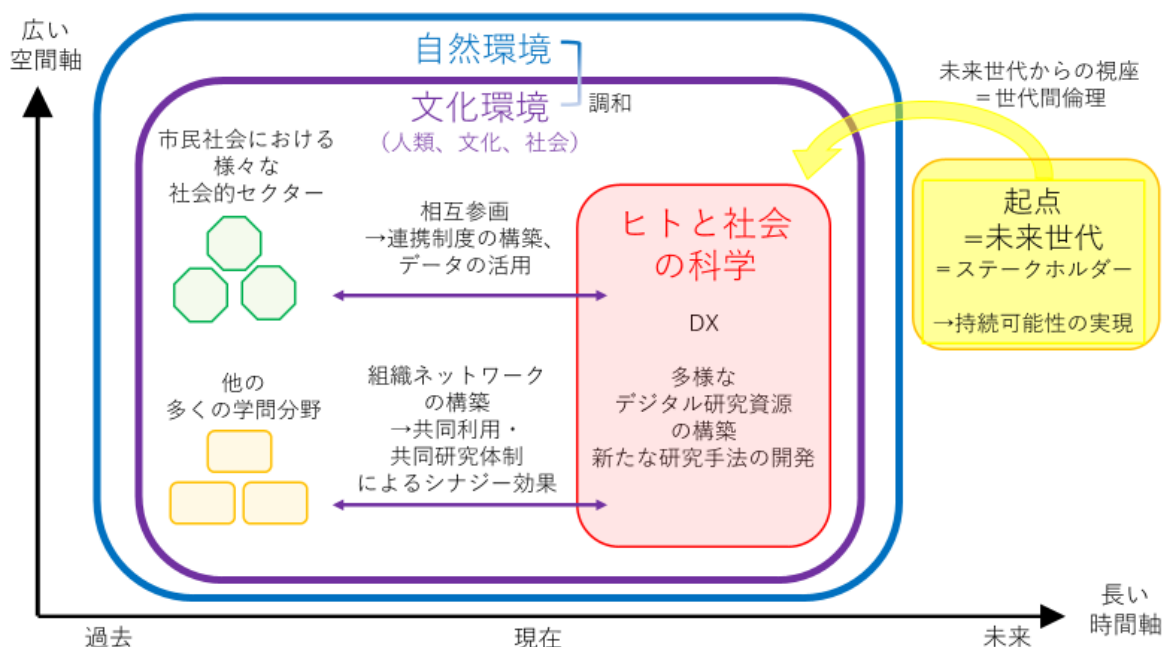 広い
空間軸
自然環境
文化環境
調和
（人類、文化、社会）
市民社会における
様々な
社会的セクター
相互参画
→連携制度の構築、
データの活用
他の
多くの学問分野
組織ネットワーク
の構築
→共同利用・
共同研究体制
によるシナジー効果
ヒトと社会
の科学
DX
多様な
デジタル研究資源
の構築
新たな研究手法の開発
未来世代からの視座
＝世代間倫理
起点
＝未来世代
＝ステークホルダー
→持続可能性の実現
過去
現在
未来
長い
時間軸